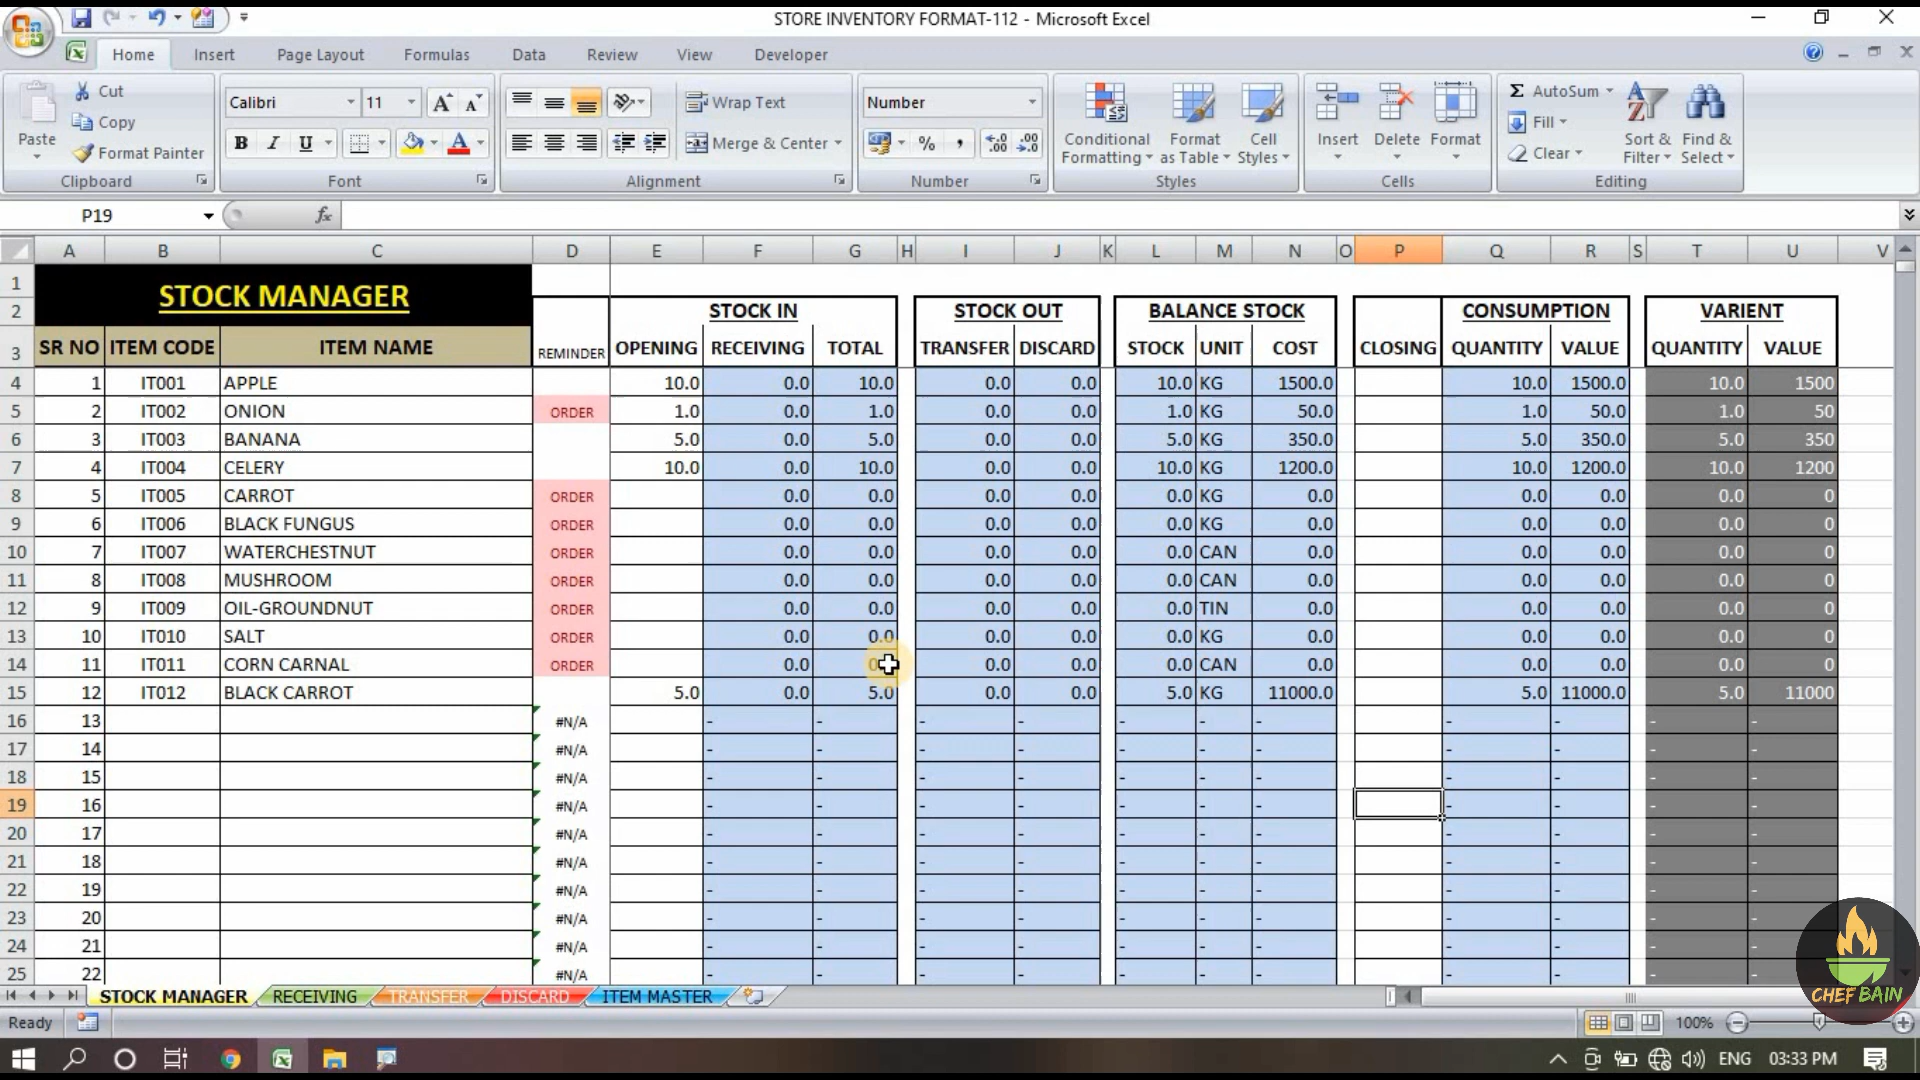 STORE INVENTORY FORMAT-112 - Microsoft Excel
Home Insert Page Layout Formulas Data Review View Developer
Paste Cut Copy Format Painter Clipboard
Calibri 11 B I U Font
Wrap Text Merge & Center Alignment
Number % , Number
Conditional Formatting Format as Table Cell Styles Styles
Insert Delete Format Cells
Σ AutoSum Fill Clear Sort & Filter Find & Select Editing
P19 fx
A B C D E F G H I J K L M N O P Q R S T U V
1 STOCK MANAGER
2 STOCK IN STOCK OUT BALANCE STOCK CONSUMPTION VARIENT
3 SR NO ITEM CODE ITEM NAME REMINDER OPENING RECEIVING TOTAL TRANSFER DISCARD STOCK UNIT COST CLOSING QUANTITY VALUE QUANTITY VALUE
4 1 IT001 APPLE 10.0 0.0 10.0 0.0 0.0 10.0 KG 1500.0 10.0 1500.0 10.0 1500
5 2 IT002 ONION ORDER 1.0 0.0 1.0 0.0 0.0 1.0 KG 50.0 1.0 50.0 1.0 50
6 3 IT003 BANANA 5.0 0.0 5.0 0.0 0.0 5.0 KG 350.0 5.0 350.0 5.0 350
7 4 IT004 CELERY 10.0 0.0 10.0 0.0 0.0 10.0 KG 1200.0 10.0 1200.0 10.0 1200
8 5 IT005 CARROT ORDER 0.0 0.0 0.0 0.0 0.0 KG 0.0 0.0 0.0 0.0 0
9 6 IT006 BLACK FUNGUS ORDER 0.0 0.0 0.0 0.0 0.0 KG 0.0 0.0 0.0 0.0 0
10 7 IT007 WATERCHESTNUT ORDER 0.0 0.0 0.0 0.0 0.0 CAN 0.0 0.0 0.0 0.0 0
11 8 IT008 MUSHROOM ORDER 0.0 0.0 0.0 0.0 0.0 CAN 0.0 0.0 0.0 0.0 0
12 9 IT009 OIL-GROUNDNUT ORDER 0.0 0.0 0.0 0.0 0.0 TIN 0.0 0.0 0.0 0.0 0
13 10 IT010 SALT ORDER 0.0 0.0 0.0 0.0 0.0 KG 0.0 0.0 0.0 0.0 0
14 11 IT011 CORN CARNAL ORDER 0.0 0.0 0.0 0.0 CAN 0.0 0.0 0.0 0.0 0
15 12 IT012 BLACK CARROT 5.0 0.0 5.0 0.0 0.0 5.0 KG 11000.0 5.0 11000.0 5.0 11000
16 13 #N/A - - - - - - - - - - -
17 14 #N/A - - - - - - - - - - -
18 15 #N/A - - - - - - - - - - -
19 16 #N/A - - - - - - - - - - -
20 17 #N/A - - - - - - - - - - -
21 18 #N/A - - - - - - - - - - -
22 19 #N/A - - - - - - - - - - -
23 20 #N/A - - - - - - - - - - -
24 21 #N/A - - - - - - - - - - -
25 22 #N/A - - - - - - - - - - -
STOCK MANAGER RECEIVING TRANSFER DISCARD ITEM MASTER
CHEF BAIN
Ready 100%
ENG 03:33 PM